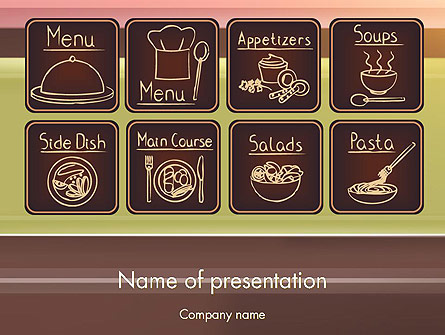 Menu
Menu
Appetizers
Soups
Side Dish
Main Course
Salads
Pasta
Name of presentation
Company name